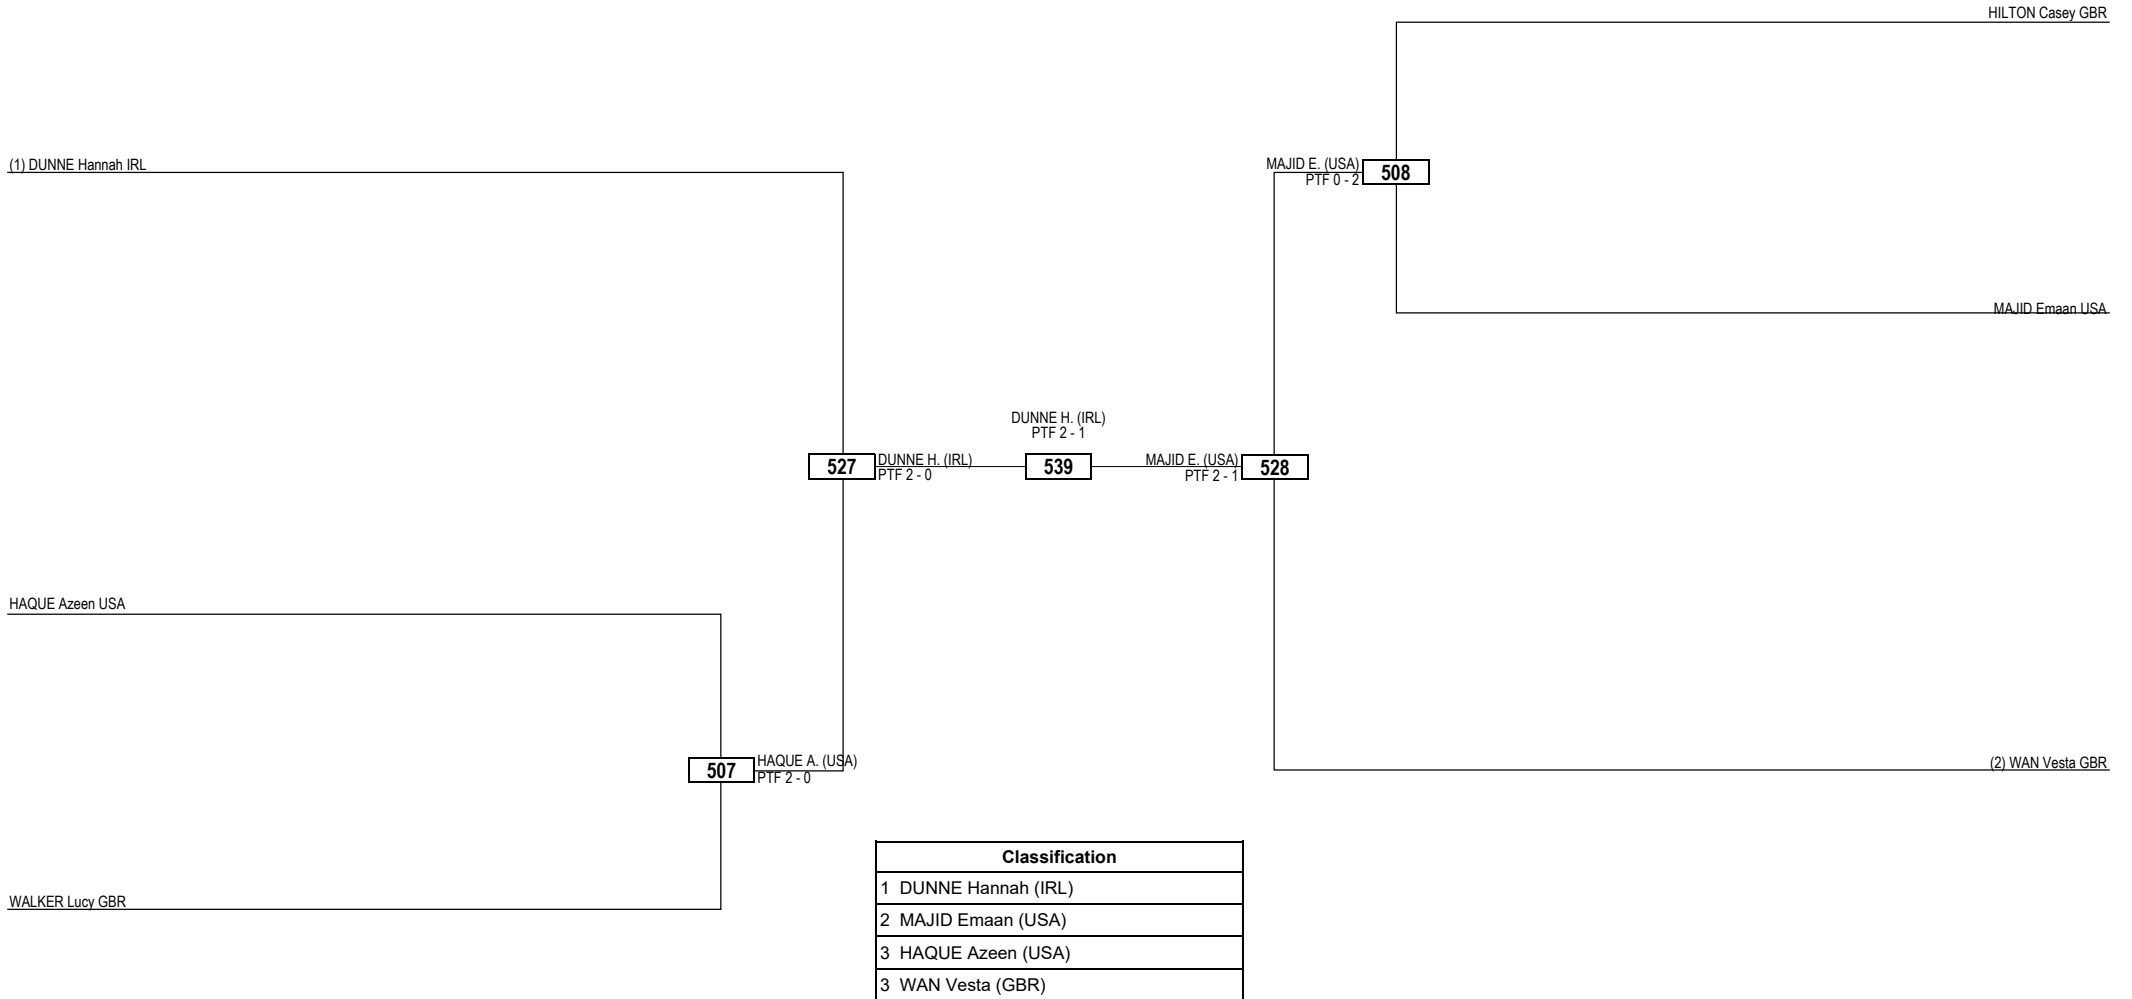 HILTON Casey GBR
(1) DUNNE Hannah IRL
MAJID E. (USA)
PTF 0 - 2
508
MAJID Emaan USA
DUNNE H. (IRL)
PTF 2 - 1
527
DUNNE H. (IRL)
PTF 2 - 0
539
MAJID E. (USA)
PTF 2 - 1
528
HAQUE Azeen USA
507
HAQUE A. (USA)
PTF 2 - 0
(2) WAN Vesta GBR
WALKER Lucy GBR
Classification
1 DUNNE Hannah (IRL)
2 MAJID Emaan (USA)
3 HAQUE Azeen (USA)
3 WAN Vesta (GBR)